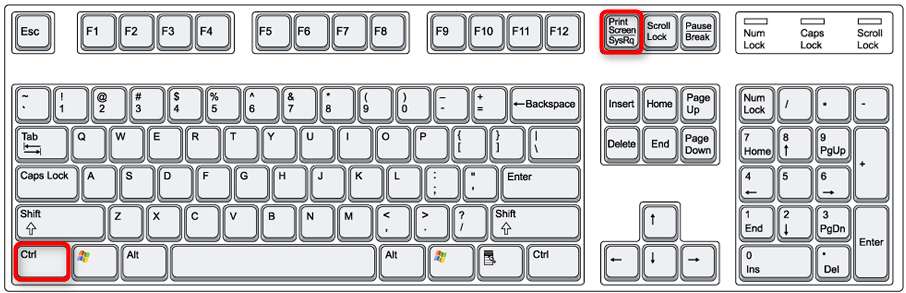 Esc F1 F2 F3 F4 F5 F6 F7 F8 F9 F10 F11 F12
Print Screen SysRq
Scroll Lock
Pause Break
Num Lock
Caps Lock
Scroll Lock
~ `
! 1
@ 2
# 3
$ 4
% 5
^ 6
& 7
* 8
( 9
) 0
_ -
+ =
←Backspace
Insert Home Page Up
Num Lock / * -
Tab Q W E R T Y U I O P { [ } ] | \
Delete End Page Down
7 Home
8 ↑
9 PgUp
+
Caps Lock A S D F G H J K L : ; " ' Enter
4 ←
5
6 →
Shift Z X C V B N M < , > . ? / Shift
↑
1 End
2 ↓
3 PgDn
Enter
Ctrl Alt Alt Ctrl
← ↓ →
0 Ins
* Del